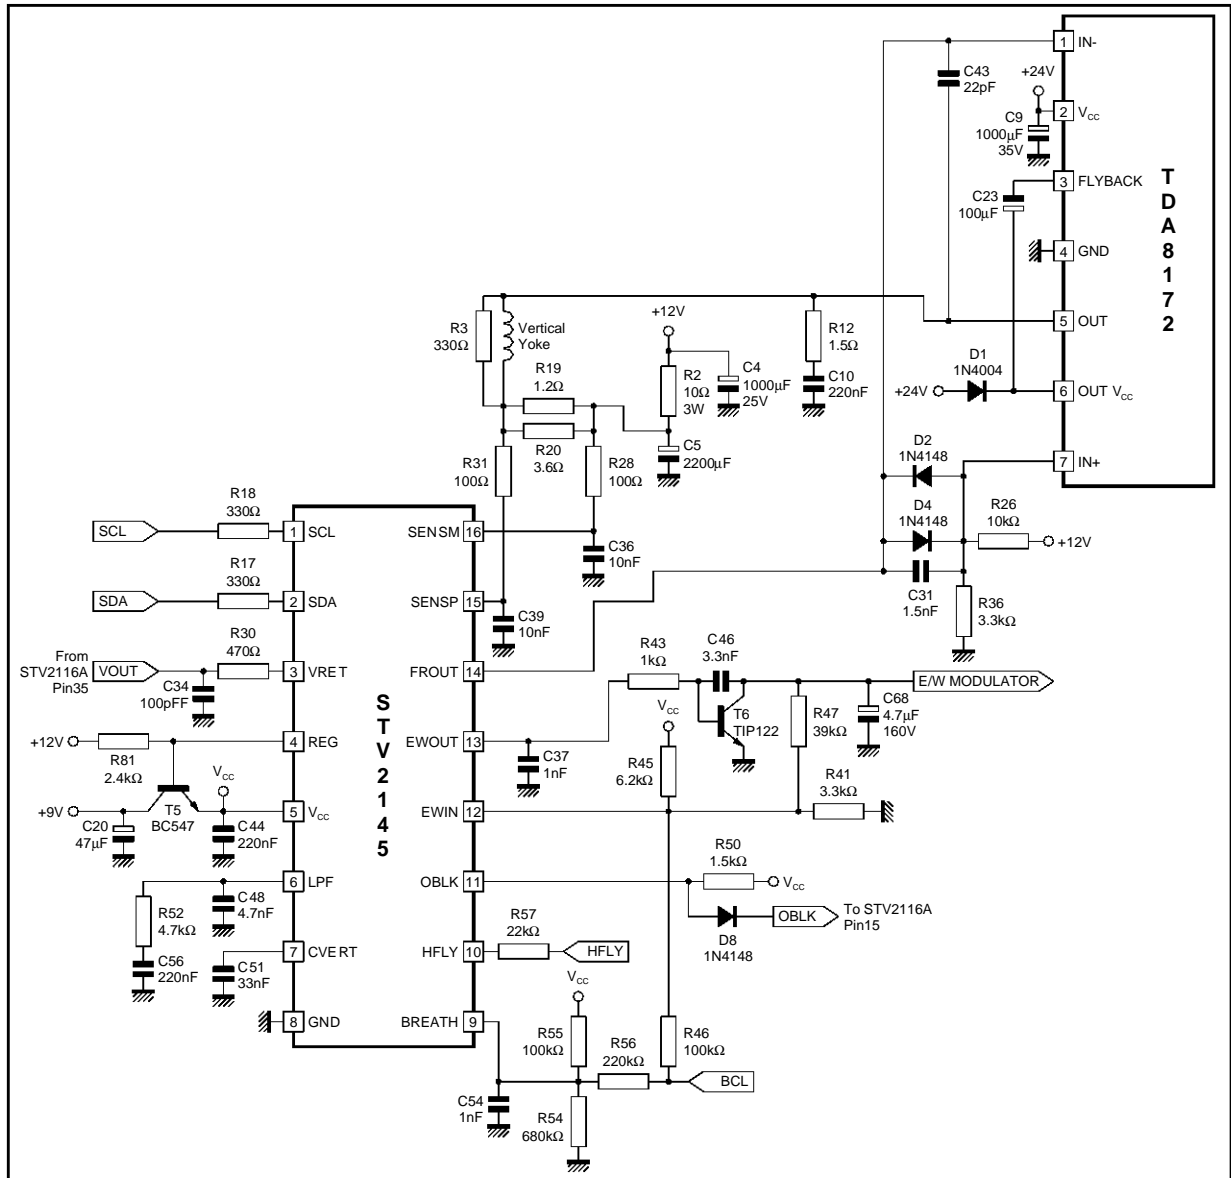 1 IN-
C43
22pF
+24V
2 VCC
C9
1000µF
35V
3 FLYBACK
C23
100µF
4 GND
TDA8172
5 OUT
D1
1N4004
+24V
6 OUT VCC
7 IN+
R3
330Ω
Vertical
Yoke
+12V
R12
1.5Ω
R19
1.2Ω
R2
10Ω
3W
C4
1000µF
25V
C10
220nF
R20
3.6Ω
C5
2200µF
R31
100Ω
R28
100Ω
D2
1N4148
D4
1N4148
R26
10kΩ
+12V
C31
1.5nF
R36
3.3kΩ
SCL
R18
330Ω
1 SCL
SENSM 16
C36
10nF
SDA
R17
330Ω
2 SDA
SENSP 15
C39
10nF
From
STV2116A
Pin35
VOUT
R30
470Ω
C34
100pFF
3 VRET
FROUT 14
R43
1kΩ
C46
3.3nF
E/W MODULATOR
STV2145
+12V
R81
2.4kΩ
4 REG
EWOUT 13
C37
1nF
VCC
T6
TIP122
R47
39kΩ
C68
4.7µF
160V
R45
6.2kΩ
R41
3.3kΩ
+9V
C20
47µF
T5
BC547
VCC
C44
220nF
5 VCC
EWIN 12
6 LPF
C48
4.7nF
R52
4.7kΩ
C56
220nF
OBLK 11
R50
1.5kΩ
VCC
D8
1N4148
OBLK
To STV2116A
Pin15
7 CVERT
C51
33nF
HFLY 10
R57
22kΩ
HFLY
8 GND
BREATH 9
VCC
R55
100kΩ
R56
220kΩ
R46
100kΩ
BCL
C54
1nF
R54
680kΩ